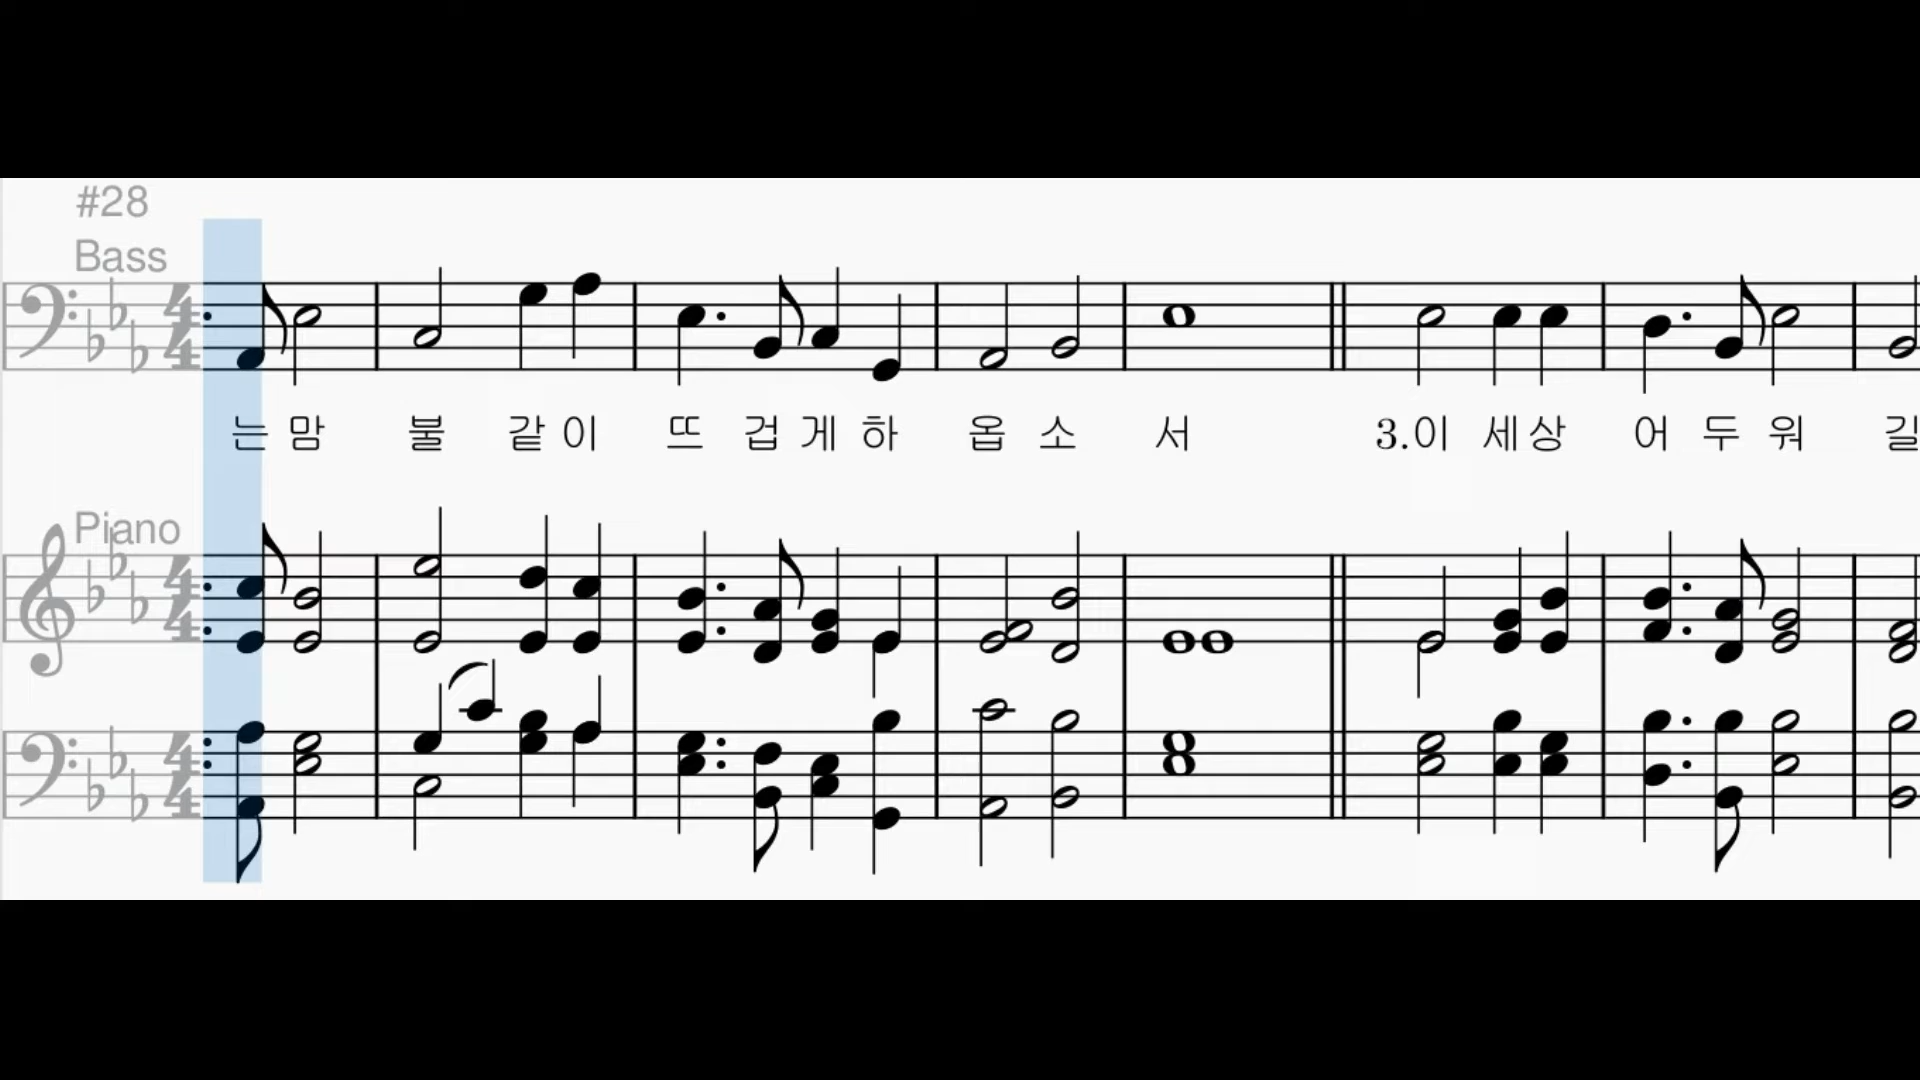 #28
Bass
는 맘 불 같 이 뜨 겁 게 하 옵 소 서 3.이 세 상 어 두 워 길
Piano